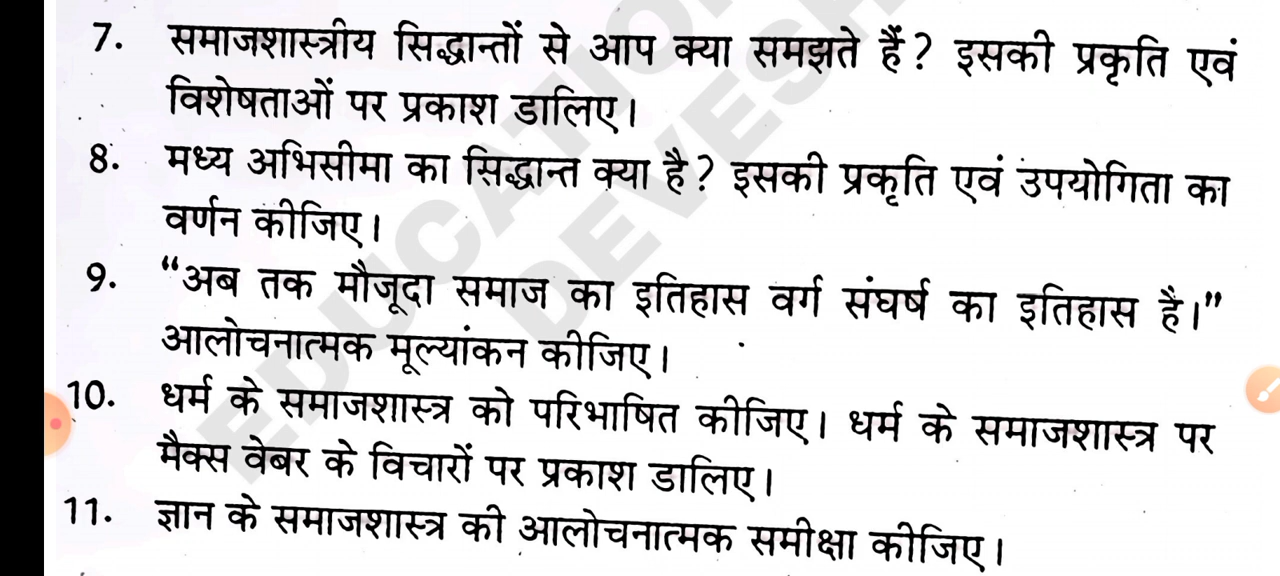 7. समाजशास्त्रीय सिद्धान्तों से आप क्या समझते हैं? इसकी प्रकृति एवं
विशेषताओं पर प्रकाश डालिए।
8. मध्य अभिसीमा का सिद्धान्त क्या है? इसकी प्रकृति एवं उपयोगिता का
वर्णन कीजिए।
9. “अब तक मौजूदा समाज का इतिहास वर्ग संघर्ष का इतिहास है।”
आलोचनात्मक मूल्यांकन कीजिए।
10. धर्म के समाजशास्त्र को परिभाषित कीजिए। धर्म के समाजशास्त्र पर
मैक्स वेबर के विचारों पर प्रकाश डालिए।
11. ज्ञान के समाजशास्त्र की आलोचनात्मक समीक्षा कीजिए।
EDUCATION
DEVESH